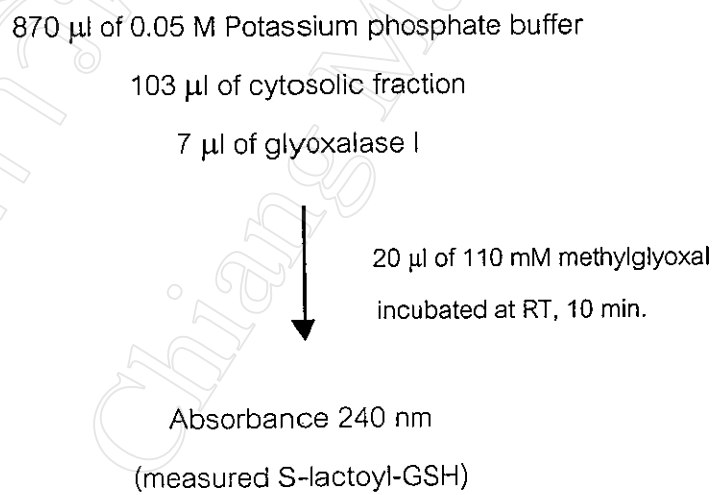 870 µl of 0.05 M Potassium phosphate buffer
103 µl of cytosolic fraction
7 µl of glyoxalase I
20 µl of 110 mM methylglyoxal
incubated at RT, 10 min.
Absorbance 240 nm
(measured S-lactoyl-GSH)
Chiang